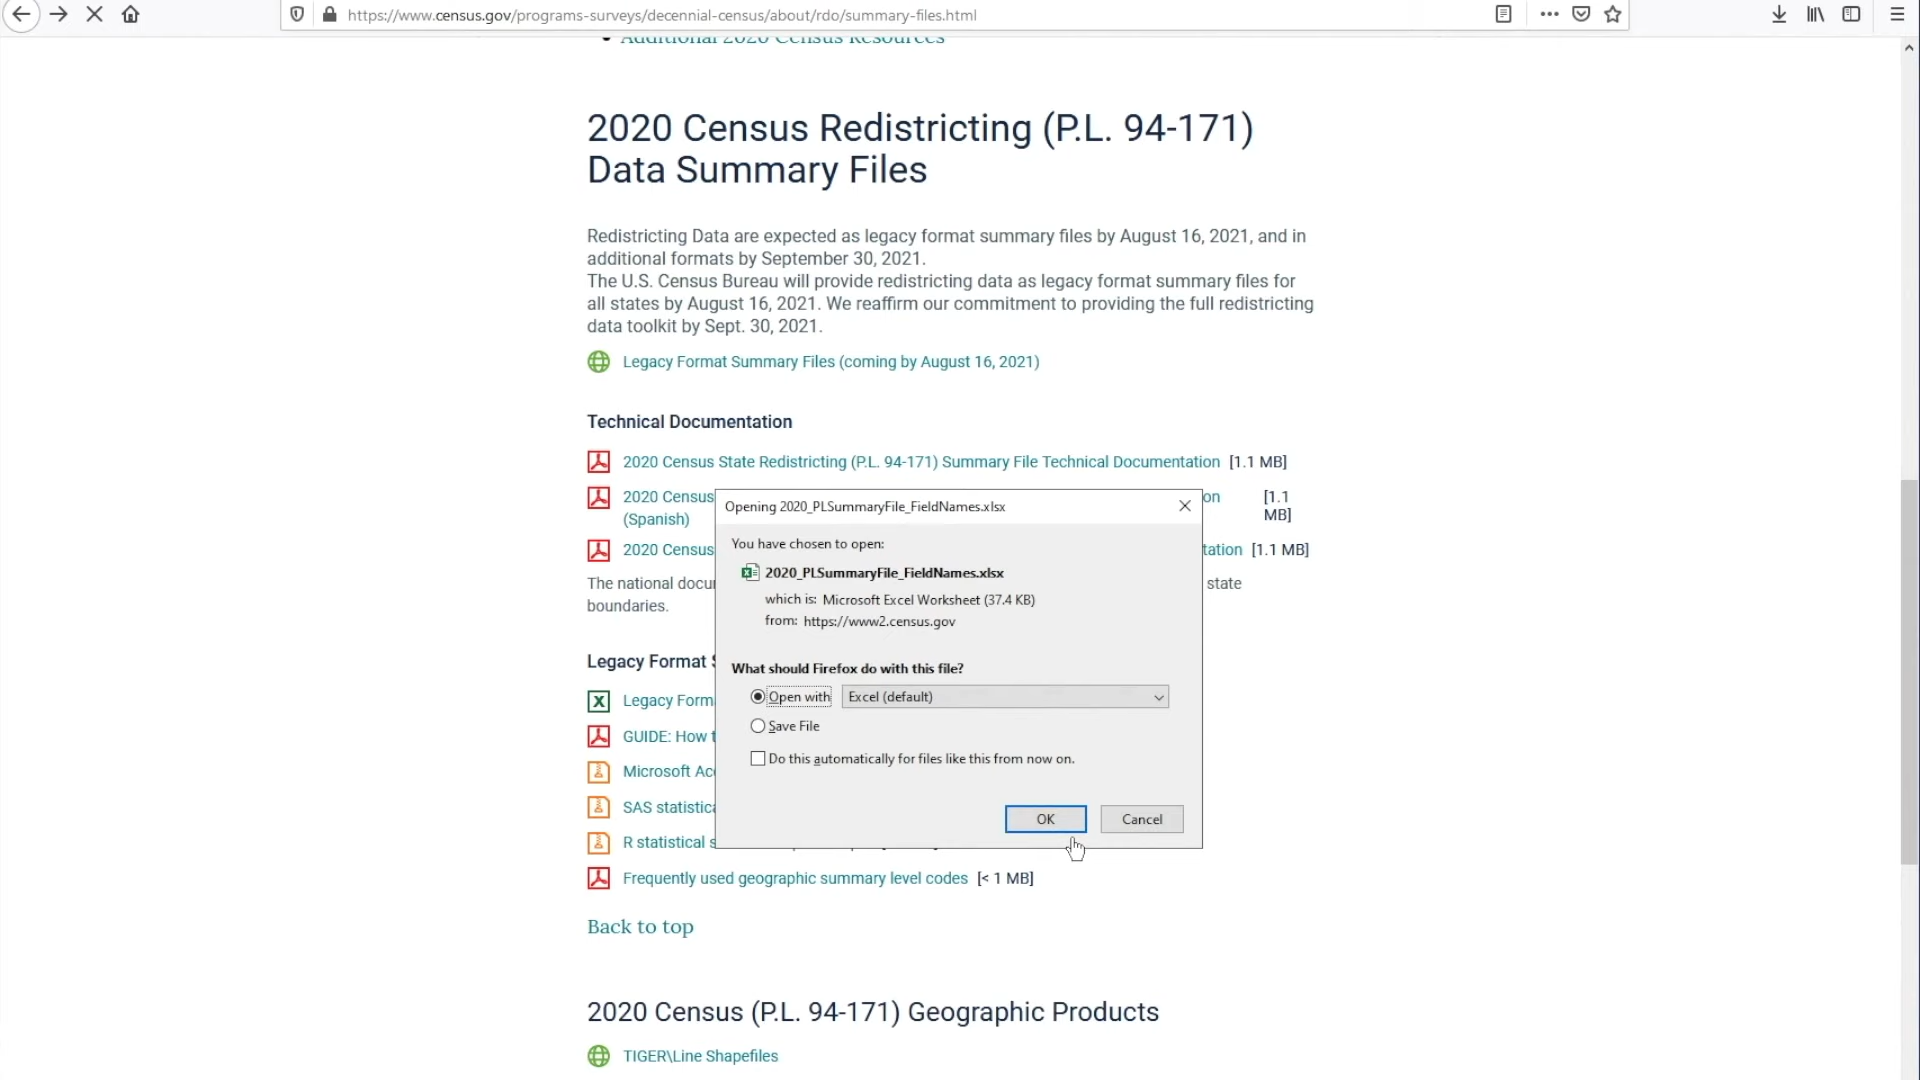 https://www.census.gov/programs-surveys/decennial-census/about/rdo/summary-files.html
Additional 2020 Census Resources
2020 Census Redistricting (P.L. 94-171)
Data Summary Files
Redistricting Data are expected as legacy format summary files by August 16, 2021, and in
additional formats by September 30, 2021.
The U.S. Census Bureau will provide redistricting data as legacy format summary files for
all states by August 16, 2021. We reaffirm our commitment to providing the full redistricting
data toolkit by Sept. 30, 2021.
Legacy Format Summary Files (coming by August 16, 2021)
Technical Documentation
2020 Census State Redistricting (P.L. 94-171) Summary File Technical Documentation [1.1 MB]
2020 Census on [1.1
(Spanish) MB]
2020 Census tation [1.1 MB]
The national docu state
boundaries.
Legacy Format S
Legacy Form
GUIDE: How t
Microsoft Acc
SAS statistica
R statistical s
Frequently used geographic summary level codes [< 1 MB]
Back to top
2020 Census (P.L. 94-171) Geographic Products
TIGER\Line Shapefiles
Opening 2020_PLSummaryFile_FieldNames.xlsx
You have chosen to open:
2020_PLSummaryFile_FieldNames.xlsx
which is: Microsoft Excel Worksheet (37.4 KB)
from: https://www2.census.gov
What should Firefox do with this file?
Open with Excel (default)
Save File
Do this automatically for files like this from now on.
OK Cancel